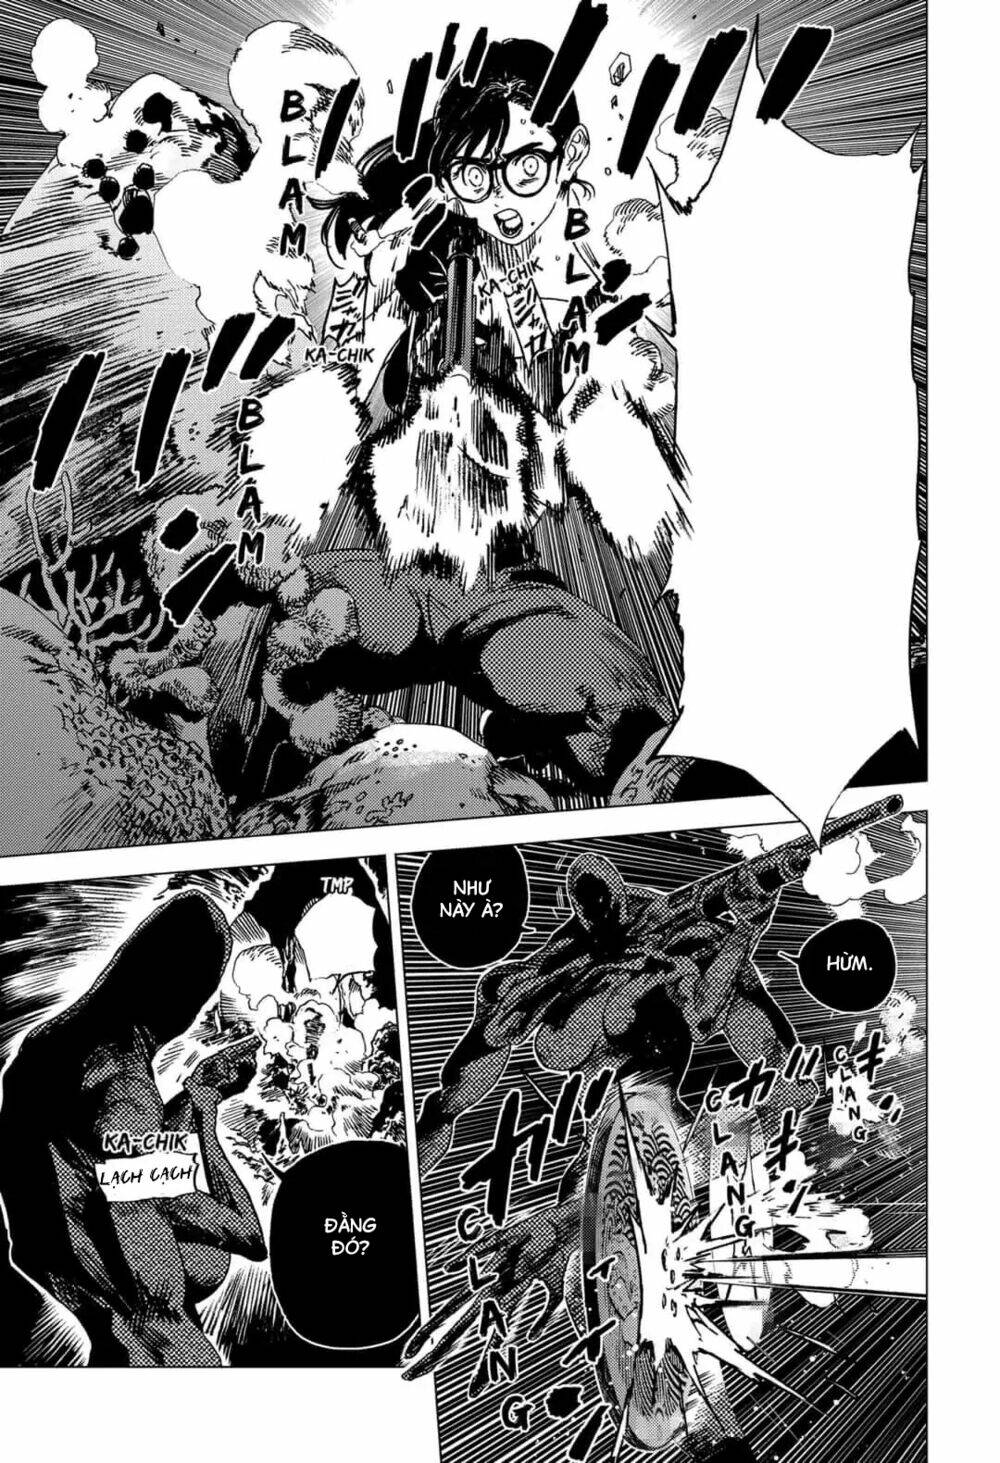 BLAM
BLAM
KA-CHIK
KA-CHIK
BLAM
HỪM.
NHƯ
NÀY À?
CLANG
CLANG
CLANG
TMP
KA-CHIK
LẠCH CẠCH
ĐẰNG
ĐÓ?